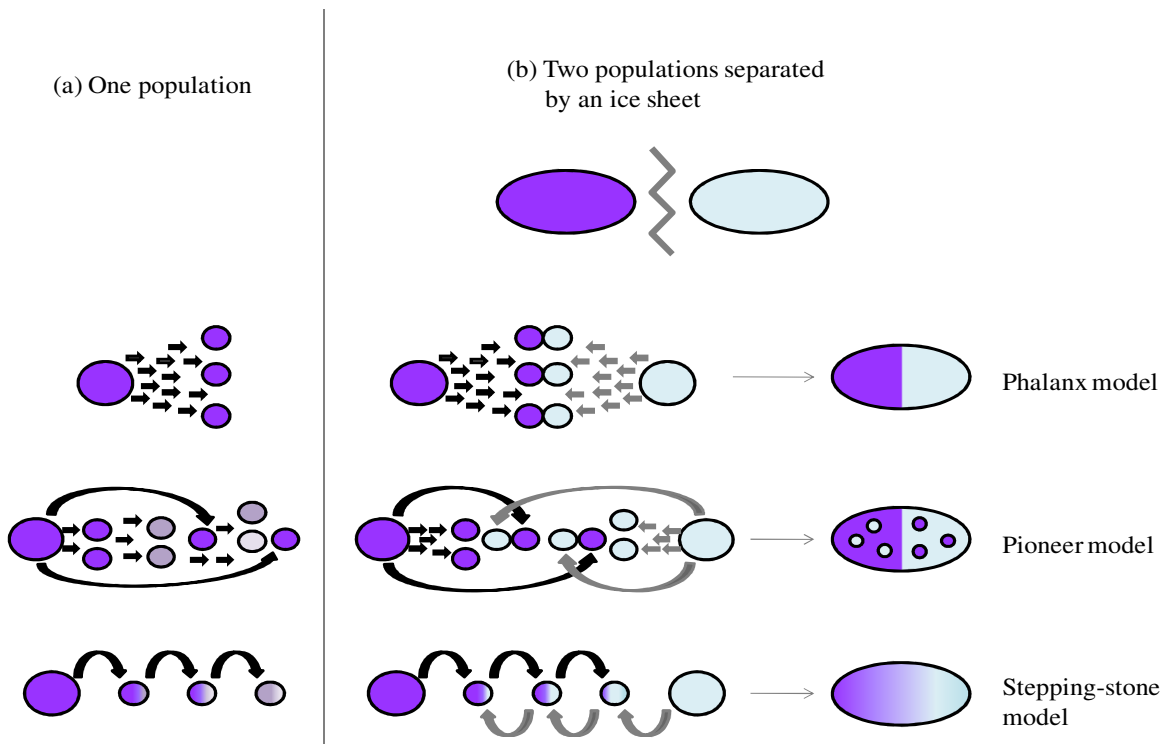 (a) One population
(b) Two populations separated
by an ice sheet
Phalanx model
Pioneer model
Stepping-stone
model